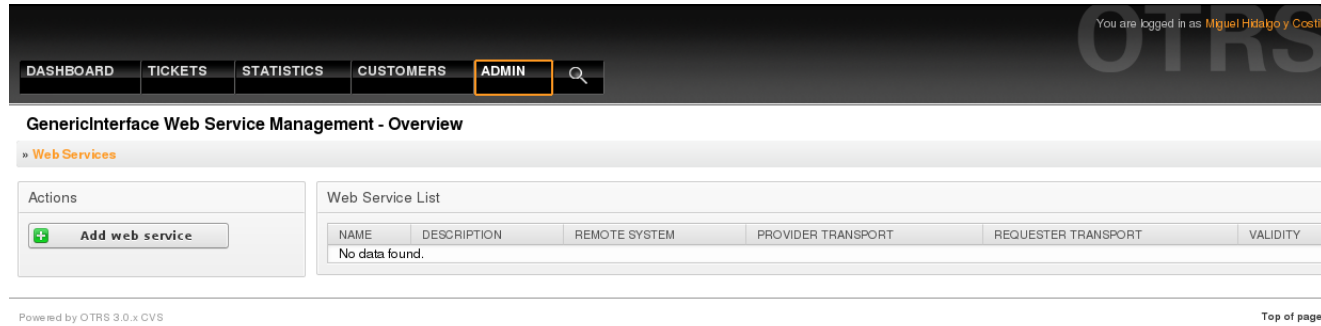 OTRS
You are logged in as Miguel Hidalgo y Costil
DASHBOARD TICKETS STATISTICS CUSTOMERS ADMIN
GenericInterface Web Service Management - Overview
» Web Services
Actions
Add web service
Web Service List
NAME DESCRIPTION REMOTE SYSTEM PROVIDER TRANSPORT REQUESTER TRANSPORT VALIDITY
No data found.
Powered by OTRS 3.0.x CVS
Top of page